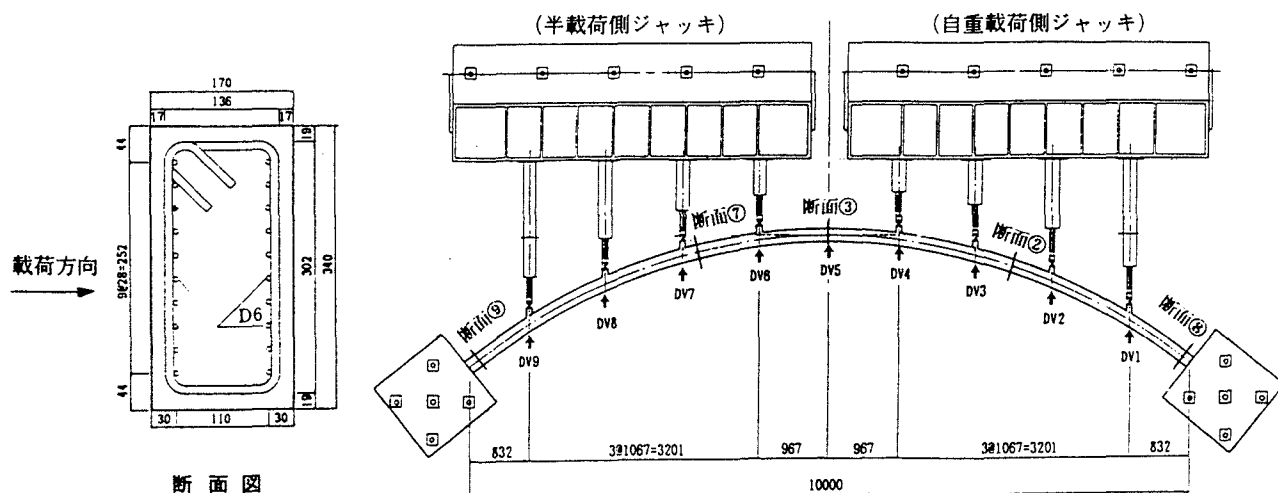 (半載荷側ジャッキ)
(自重載荷側ジャッキ)
170
136
17
17
44
19
9@28=252
302
340
44
19
D6
30
110
30
載荷方向
断面図
断面⑦
断面③
断面②
断面⑨
断面⑧
DV9
DV8
DV7
DV6
DV5
DV4
DV3
DV2
DV1
832
3@1067=3201
967
967
3@1067=3201
832
10000